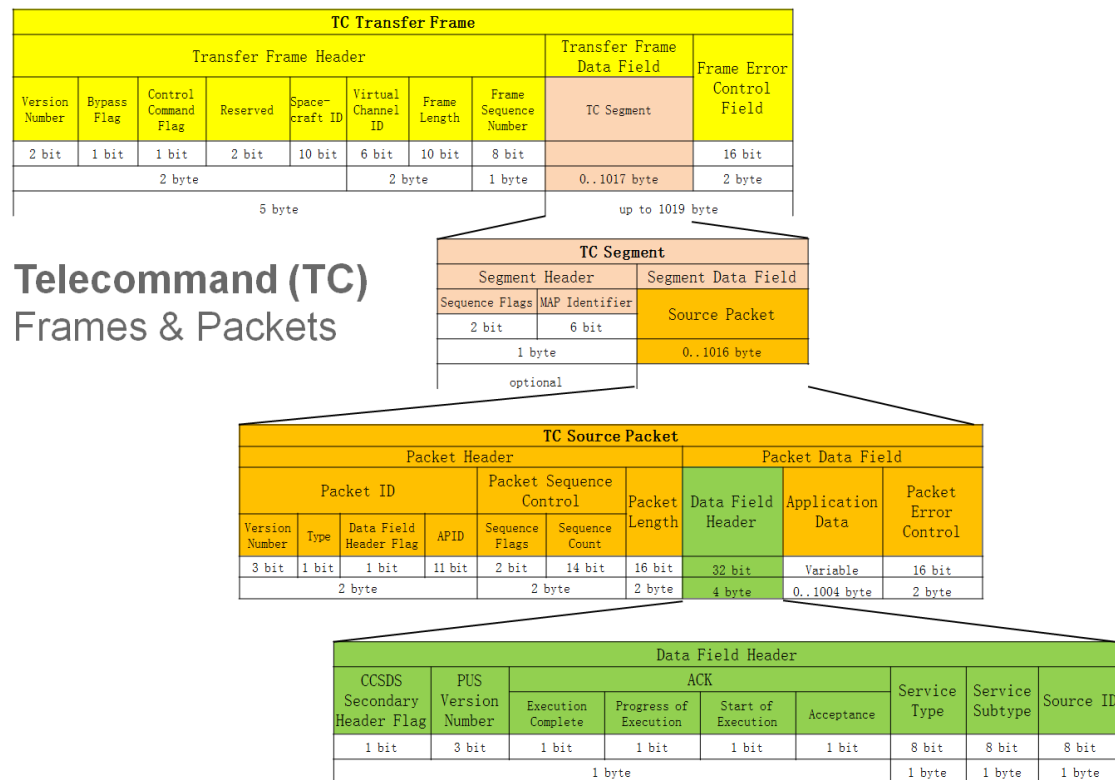 TC Transfer Frame
Transfer Frame Header
Transfer Frame
Data Field
Frame Error
Control
Field
Version
Number
Bypass
Flag
Control
Command
Flag
Reserved
Space-
craft ID
Virtual
Channel
ID
Frame
Length
Frame
Sequence
Number
TC Segment
2 bit 1 bit 1 bit 2 bit 10 bit 6 bit 10 bit 8 bit 16 bit
2 byte 2 byte 1 byte 0..1017 byte 2 byte
5 byte up to 1019 byte
Telecommand (TC)
Frames & Packets
TC Segment
Segment Header Segment Data Field
Sequence Flags MAP Identifier
Source Packet
2 bit 6 bit
1 byte 0..1016 byte
optional
TC Source Packet
Packet Header Packet Data Field
Packet ID
Packet Sequence
Control
Packet
Length
Data Field
Header
Application
Data
Packet
Error
Control
Version
Number
Type
Data Field
Header Flag
APID
Sequence
Flags
Sequence
Count
3 bit 1 bit 1 bit 11 bit 2 bit 14 bit 16 bit 32 bit Variable 16 bit
2 byte 2 byte 2 byte 4 byte 0..1004 byte 2 byte
Data Field Header
CCSDS
Secondary
Header Flag
PUS
Version
Number
ACK
Execution
Complete
Progress of
Execution
Start of
Execution
Acceptance
Service
Type
Service
Subtype
Source ID
1 bit 3 bit 1 bit 1 bit 1 bit 1 bit 8 bit 8 bit 8 bit
1 byte 1 byte 1 byte 1 byte